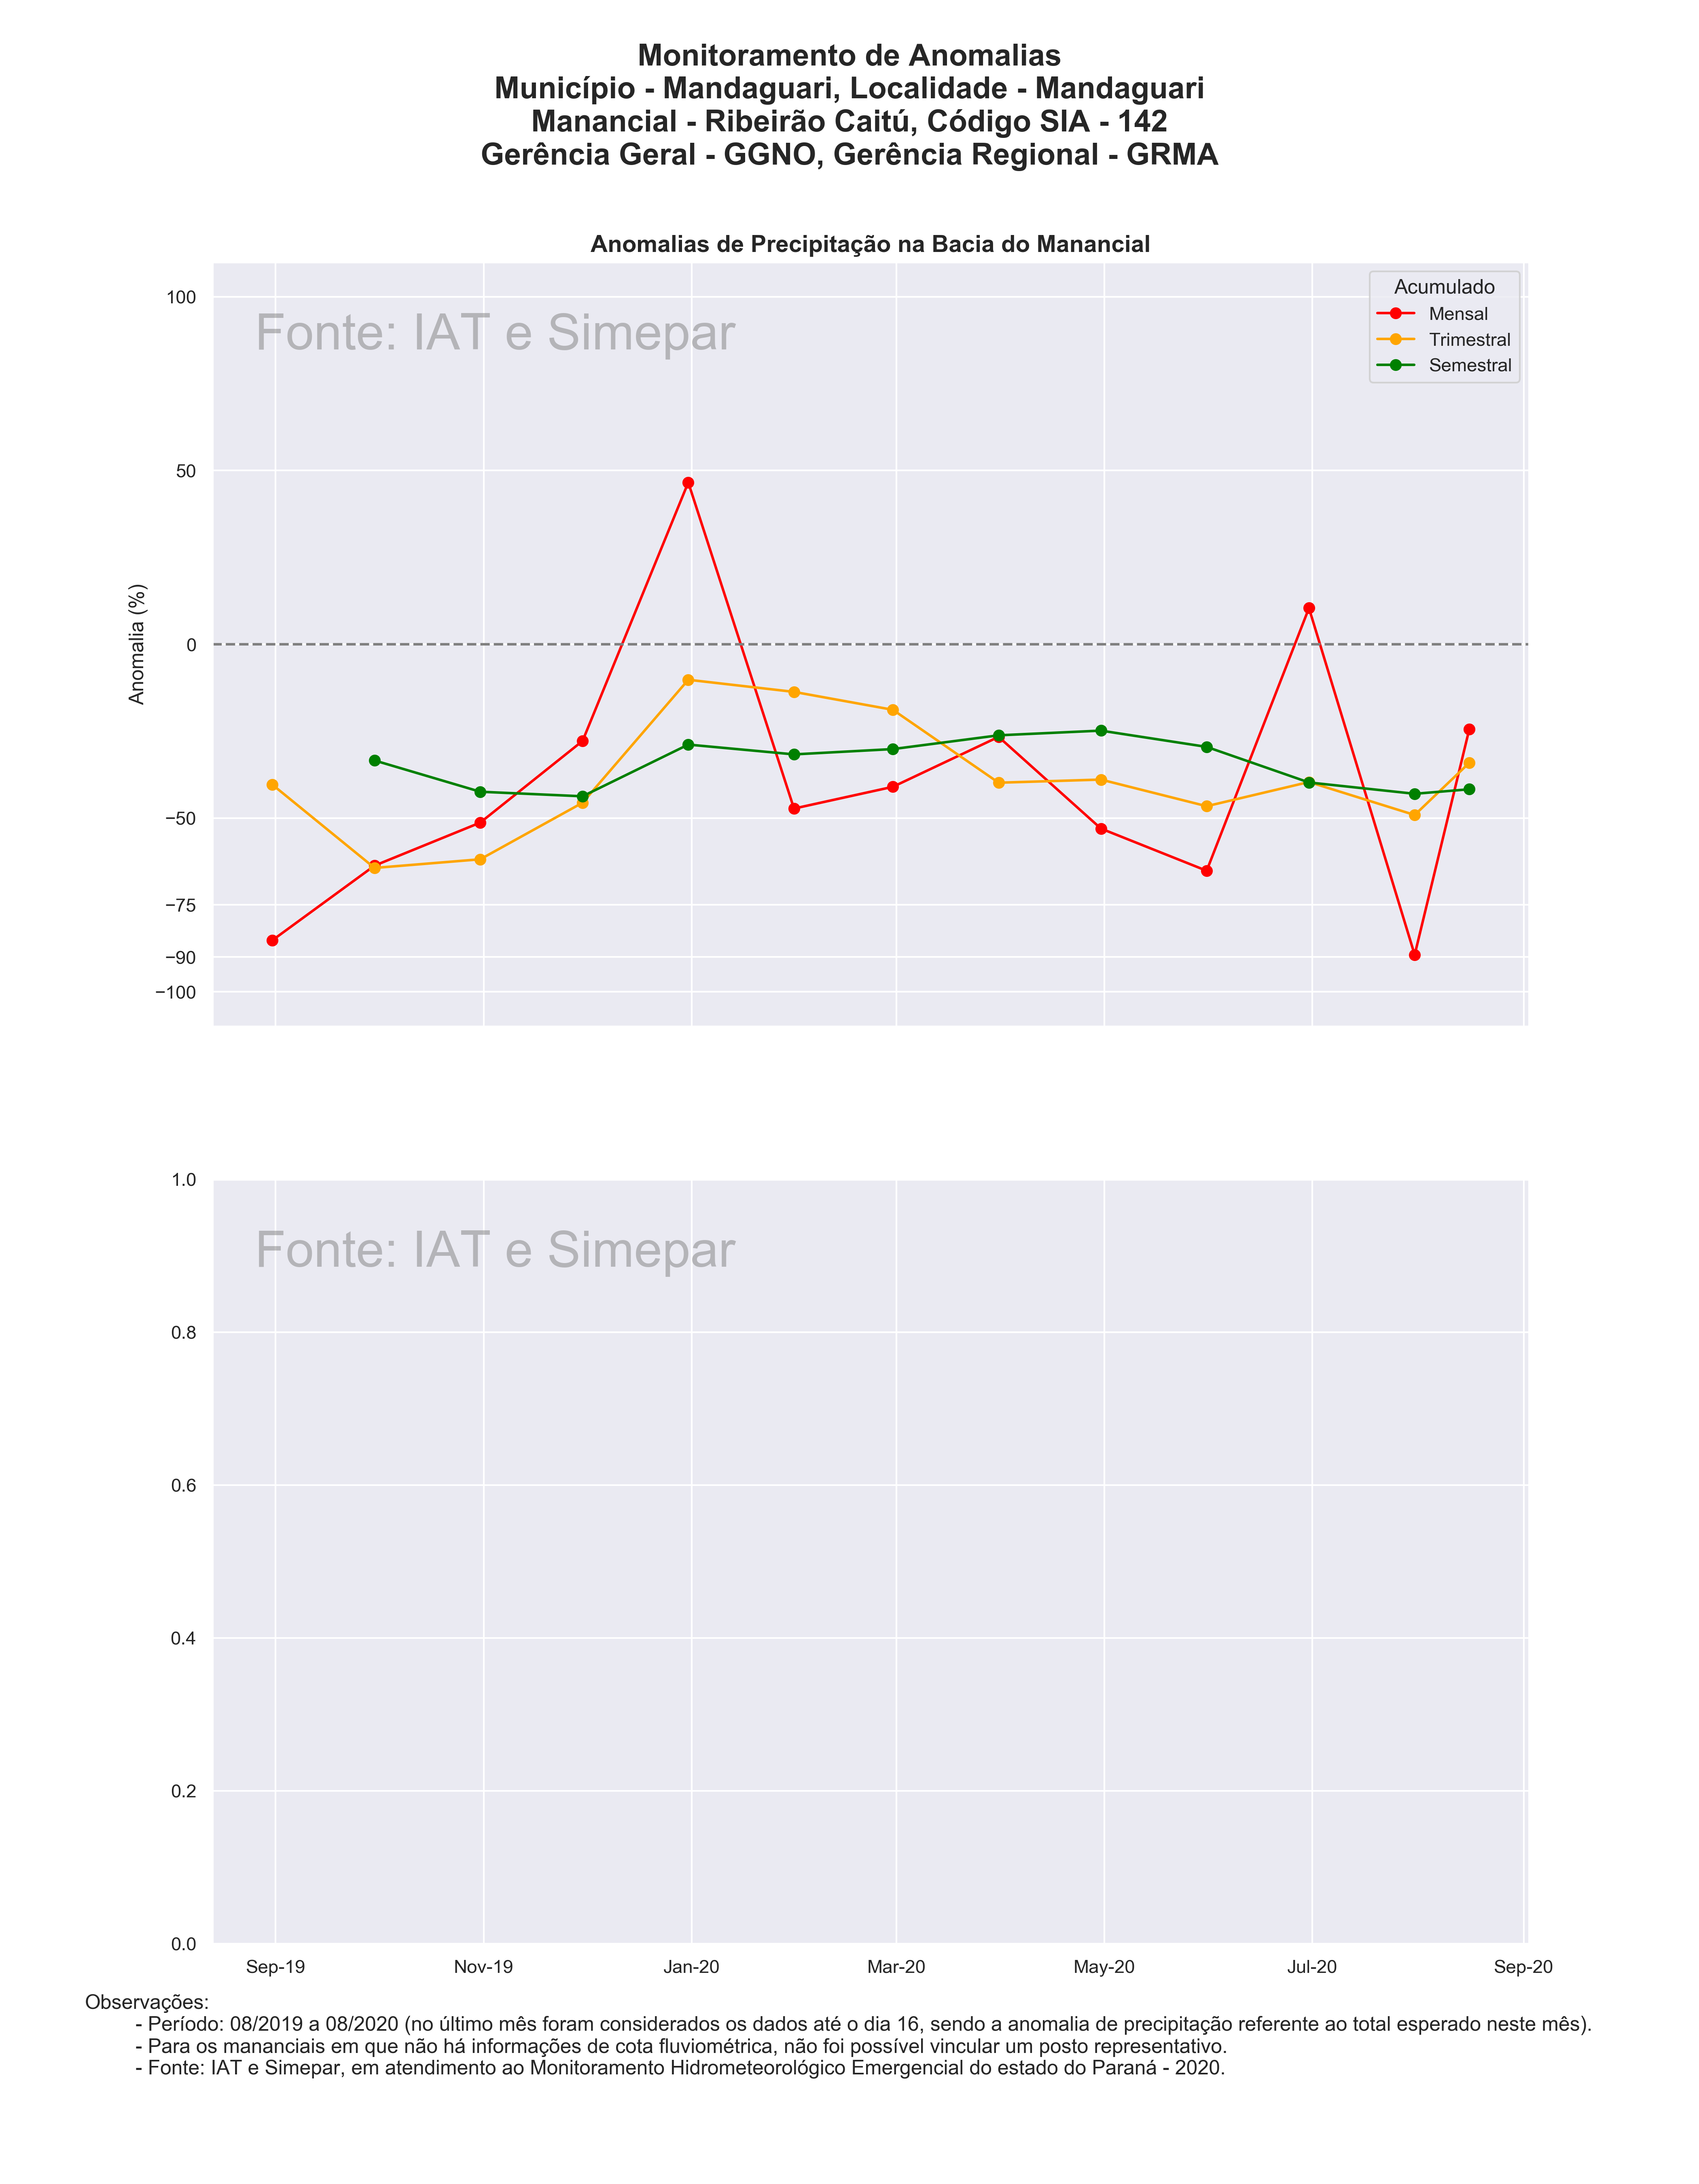 Monitoramento de Anomalias
Município - Mandaguari, Localidade - Mandaguari
Manancial - Ribeirão Caitú, Código SIA - 142
Gerência Geral - GGNO, Gerência Regional - GRMA
Anomalias de Precipitação na Bacia do Manancial
Fonte: IAT e Simepar
Acumulado
Mensal
Trimestral
Semestral
Anomalia (%)
100
50
0
−50
−75
−90
−100
Fonte: IAT e Simepar
1.0
0.8
0.6
0.4
0.2
0.0
Sep-19 Nov-19 Jan-20 Mar-20 May-20 Jul-20 Sep-20
Observações:
- Período: 08/2019 a 08/2020 (no último mês foram considerados os dados até o dia 16, sendo a anomalia de precipitação referente ao total esperado neste mês).
- Para os mananciais em que não há informações de cota fluviométrica, não foi possível vincular um posto representativo.
- Fonte: IAT e Simepar, em atendimento ao Monitoramento Hidrometeorológico Emergencial do estado do Paraná - 2020.